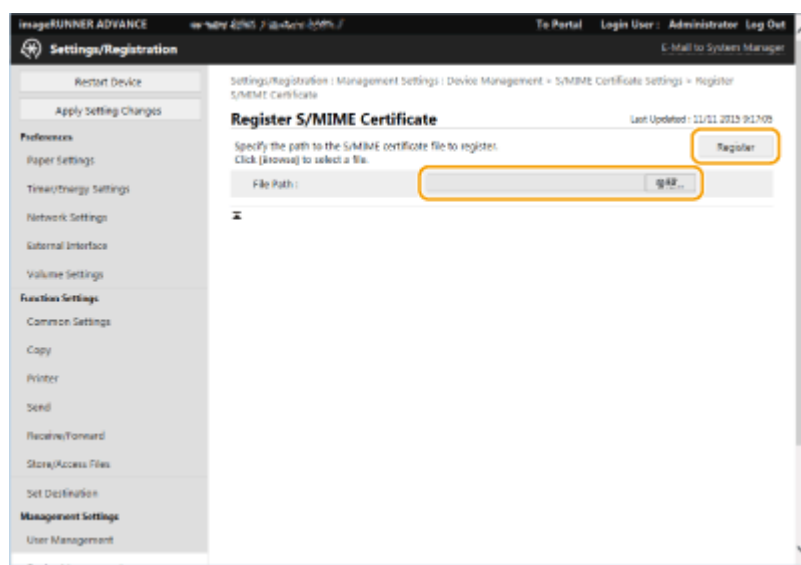 imageRUNNER ADVANCE
To Portal Login User : Administrator Log Out
Settings/Registration
E-Mail to System Manager
Restart Device
Apply Setting Changes
Preferences
Paper Settings
Timer/Energy Settings
Network Settings
External Interface
Volume Settings
Function Settings
Common Settings
Copy
Printer
Send
Receive/Forward
Store/Access Files
Set Destination
Management Settings
User Management
Settings/Registration : Management Settings : Device Management > S/MIME Certificate Settings > Register
S/MIME Certificate
Register S/MIME Certificate
Last Updated : 11/11 2015 9:17:05
Specify the path to the S/MIME certificate file to register.
Click [Browse] to select a file.
Register
File Path :